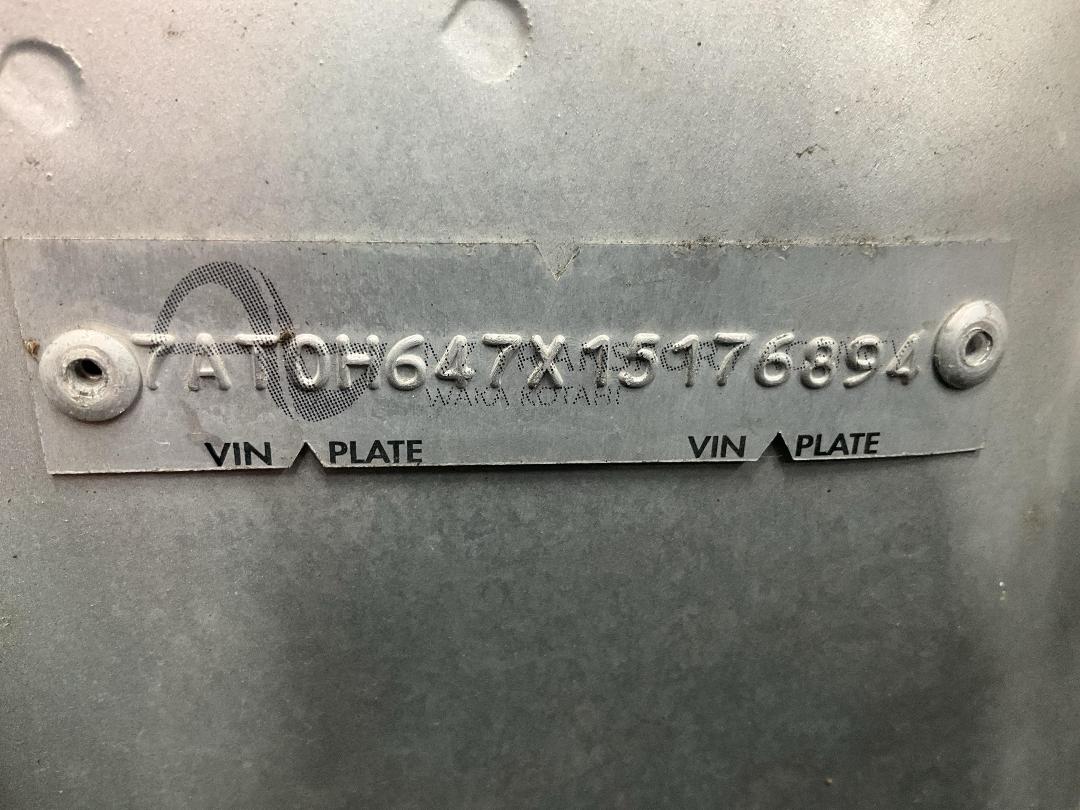 7AT0H647X15176894
WAKA KOTAHI
VIN PLATE VIN PLATE